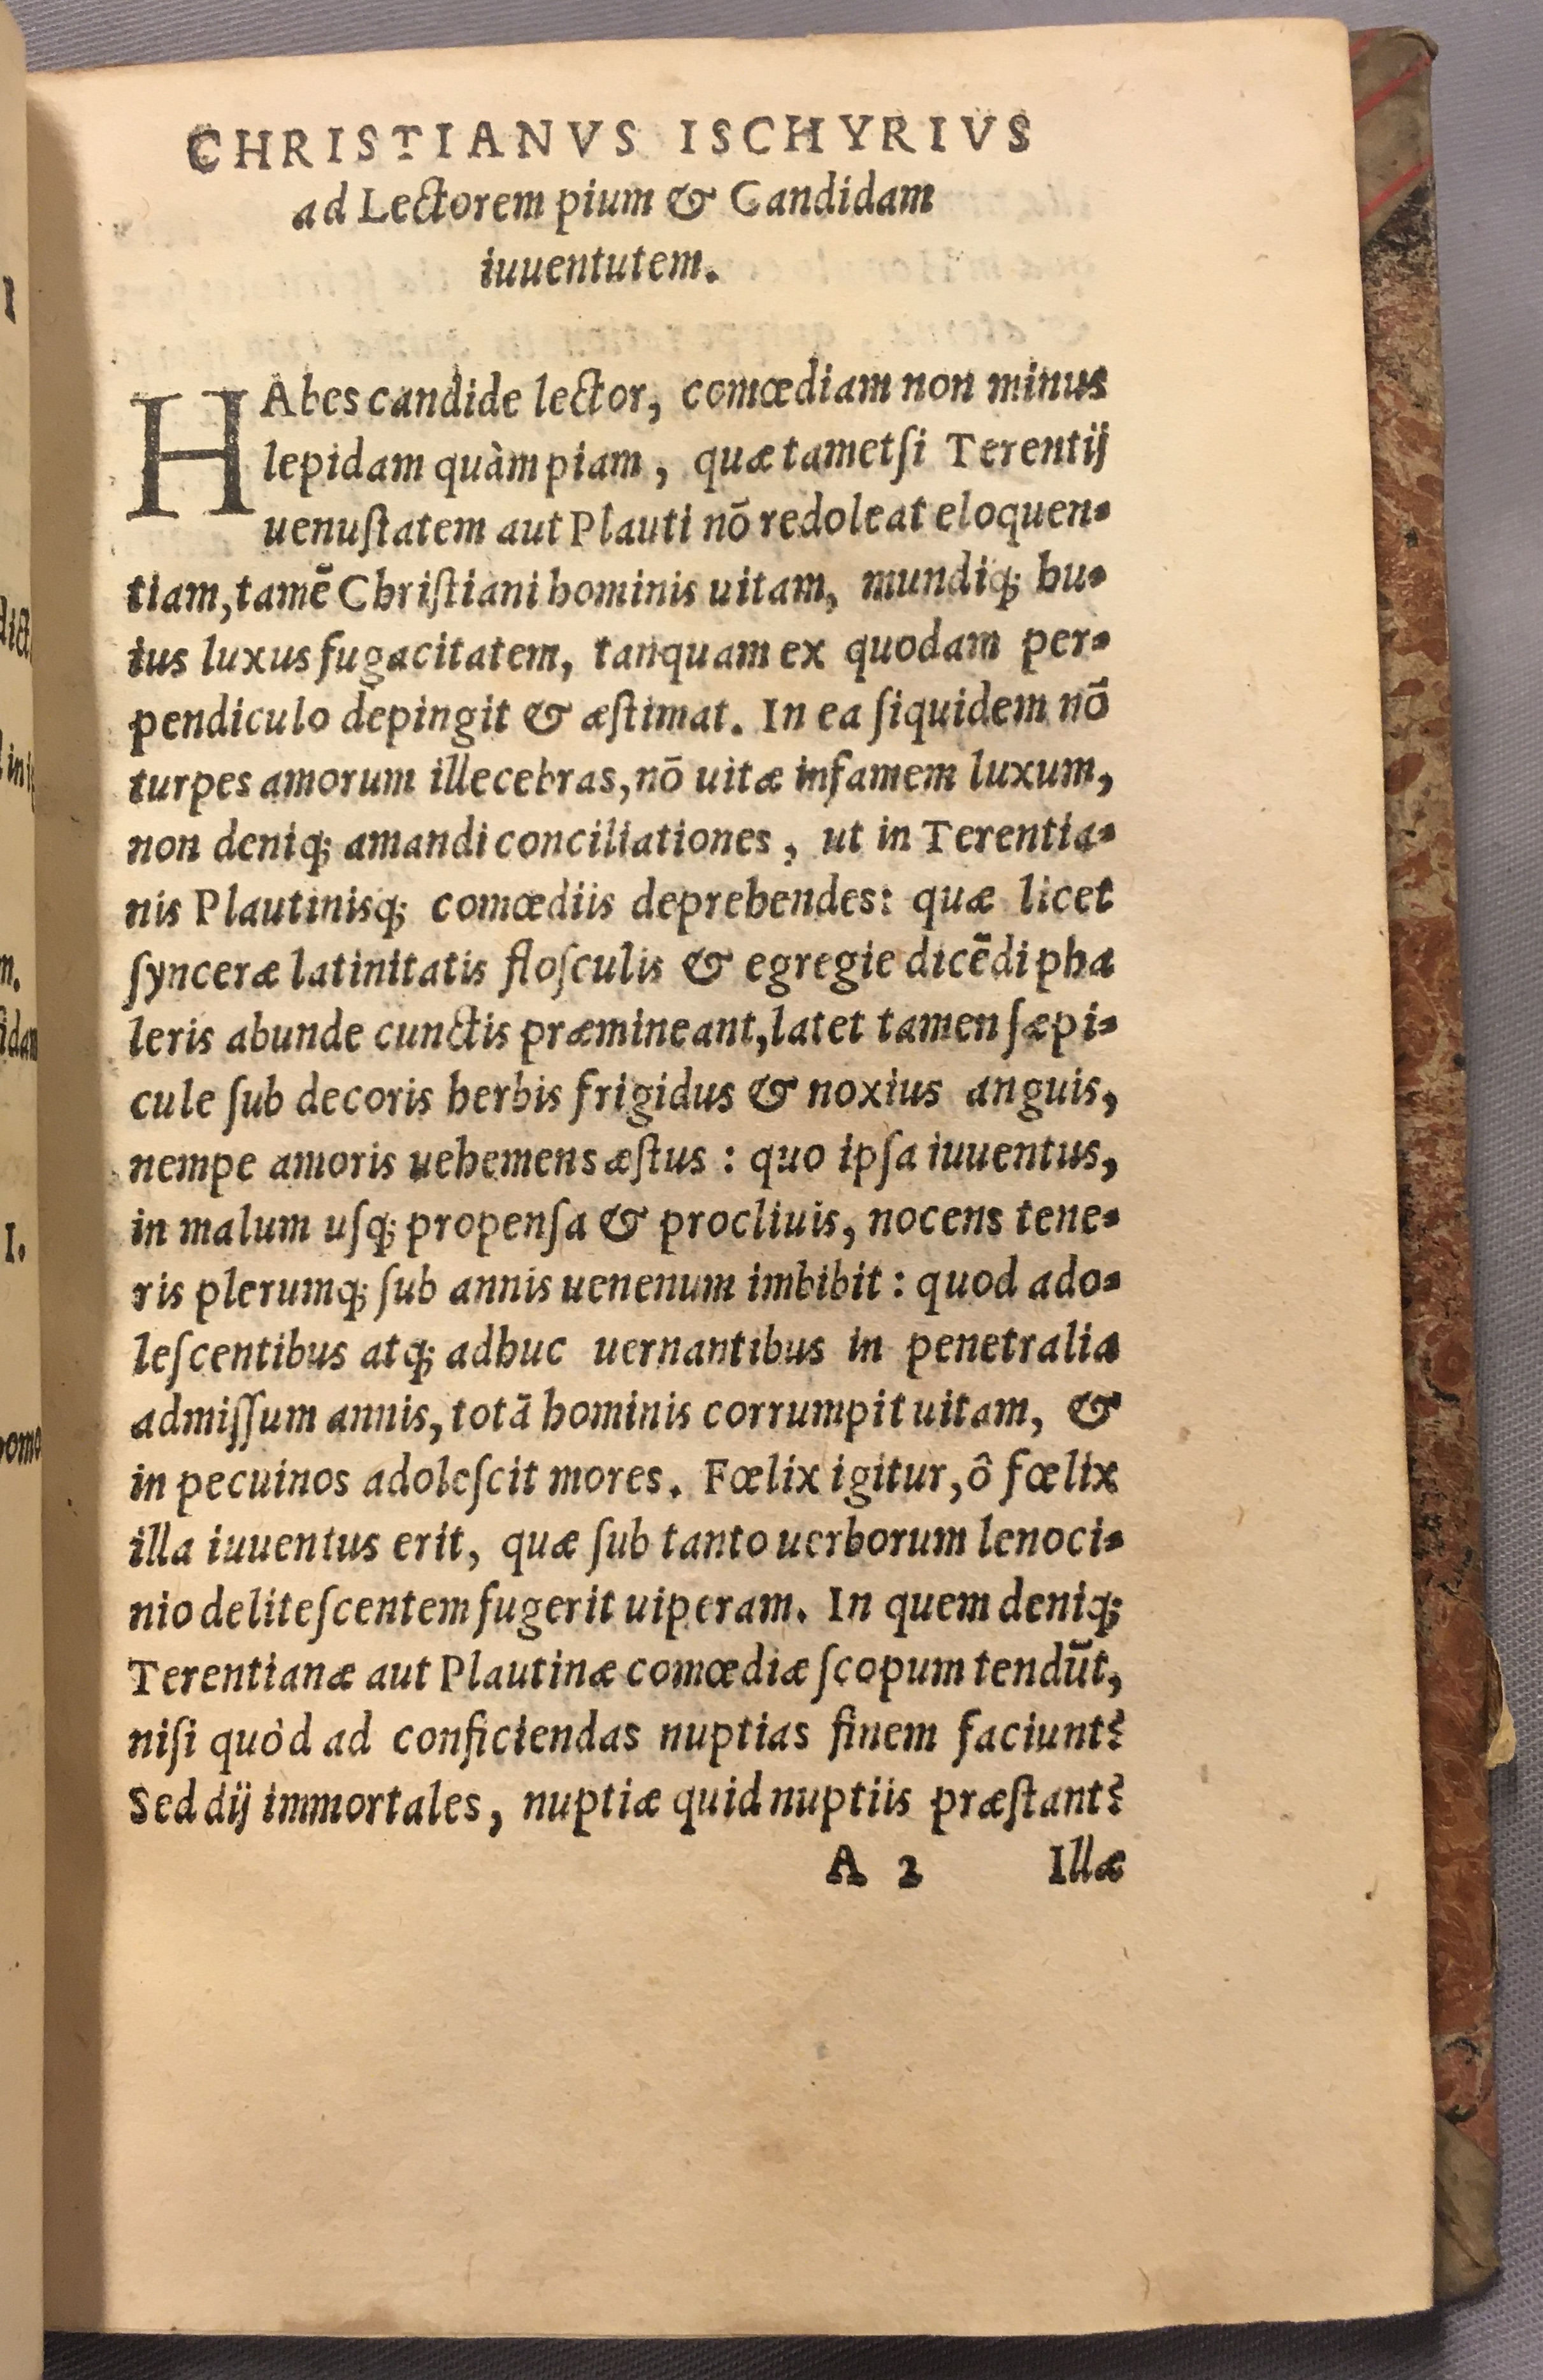 CHRISTIANVS ISCHYRIVS
ad Lectorem pium & Candidam
iuuentutem.
HAbes candide lector, comœdiam non minus
lepidam quàm piam, quæ tametſi Terentij
uenuſtatem aut Plauti nō redoleat eloquen-
tiam, tamē Chriſtiani hominis uitam, mundiq; hu-
ius luxus fugacitatem, tanquam ex quodam per-
pendiculo depingit & æſtimat. In ea ſiquidem nō
turpes amorum illecebras, nō uitæ infamem luxum,
non deniq; amandi conciliationes, ut in Terentia-
nis Plautinisq; comœdiis deprehendes: quæ licet
ſynceræ latinitatis floſculis & egregie dicēdi pha
leris abunde cunctis præmineant, latet tamen ſæpi-
cule ſub decoris herbis frigidus & noxius anguis,
nempe amoris uehemens æſtus: quo ipſa iuuentus,
in malum uſq; propenſa & procliuis, nocens tene-
ris plerumq; ſub annis uenenum imbibit: quod ado-
leſcentibus atq; adhuc uernantibus in penetralia
admiſſum annis, totā hominis corrumpit uitam, &
in pecuinos adoleſcit mores. Fœlix igitur, ô fœlix
illa iuuentus erit, quæ ſub tanto uerborum lenoci-
nio deliteſcentem fugerit uiperam. In quem deniq;
Terentianæ aut Plautinæ comœdiæ ſcopum tendūt,
niſi quòd ad conficiendas nuptias finem faciunt?
Sed dij immortales, nuptiæ quid nuptiis præſtant?
A 2 Illæ